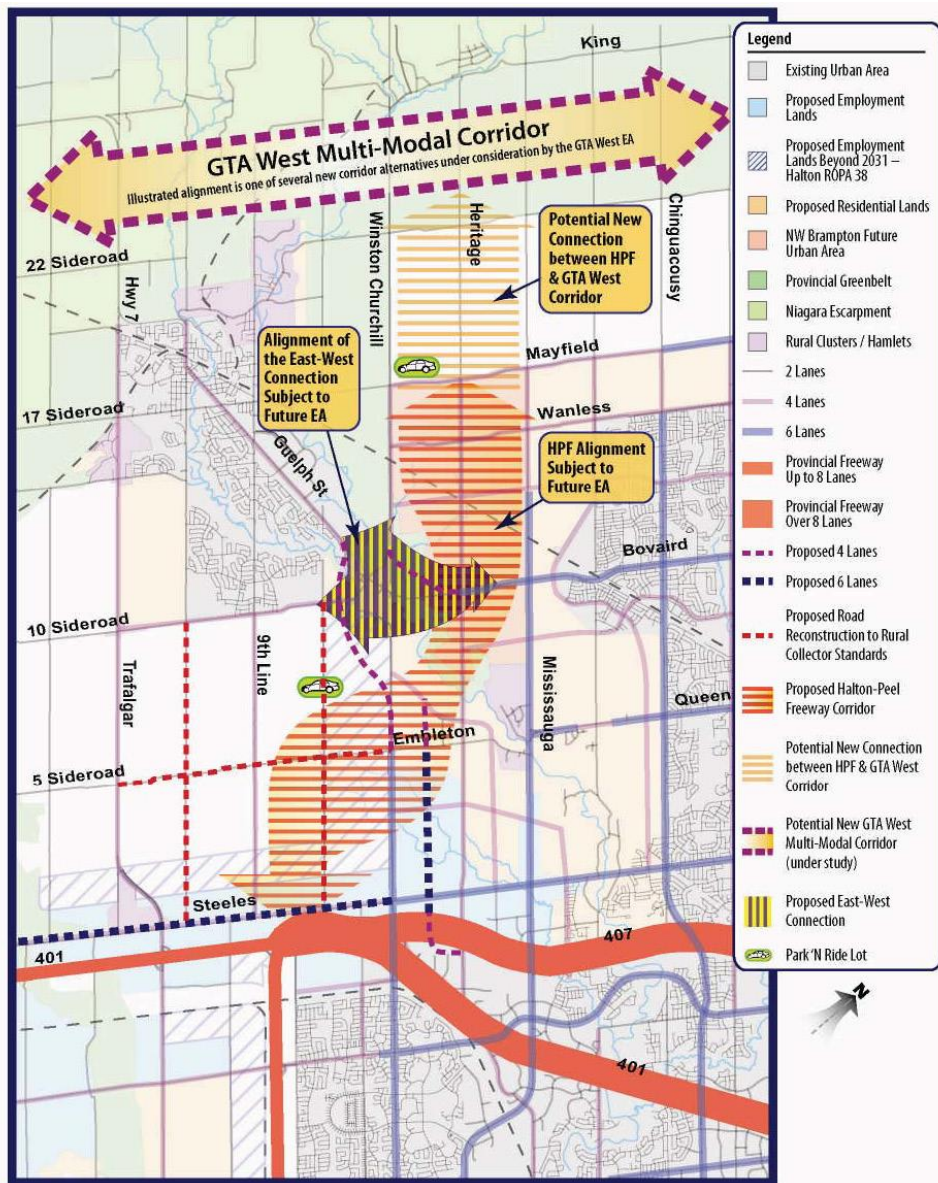 King
GTA West Multi-Modal Corridor
Illustrated alignment is one of several new corridor alternatives under consideration by the GTA West EA
22 Sideroad
Hwy 7
Winston Churchill
Heritage
Chinguacousy
Potential New
Connection
between HPF
& GTA West
Corridor
Alignment of
the East-West
Connection
Subject to
Future EA
Mayfield
17 Sideroad
Wanless
Guelph St
HPF Alignment
Subject to
Future EA
Bovaird
10 Sideroad
Trafalgar
9th Line
Mississauga
Queen
Embleton
5 Sideroad
Steeles
401
407
401
Legend
Existing Urban Area
Proposed Employment
Lands
Proposed Employment
Lands Beyond 2031 –
Halton ROPA 38
Proposed Residential Lands
NW Brampton Future
Urban Area
Provincial Greenbelt
Niagara Escarpment
Rural Clusters / Hamlets
2 Lanes
4 Lanes
6 Lanes
Provincial Freeway
Up to 8 Lanes
Provincial Freeway
Over 8 Lanes
Proposed 4 Lanes
Proposed 6 Lanes
Proposed Road
Reconstruction to Rural
Collector Standards
Proposed Halton-Peel
Freeway Corridor
Potential New Connection
between HPF & GTA West
Corridor
Potential New GTA West
Multi-Modal Corridor
(under study)
Proposed East-West
Connection
Park ‘N Ride Lot
N